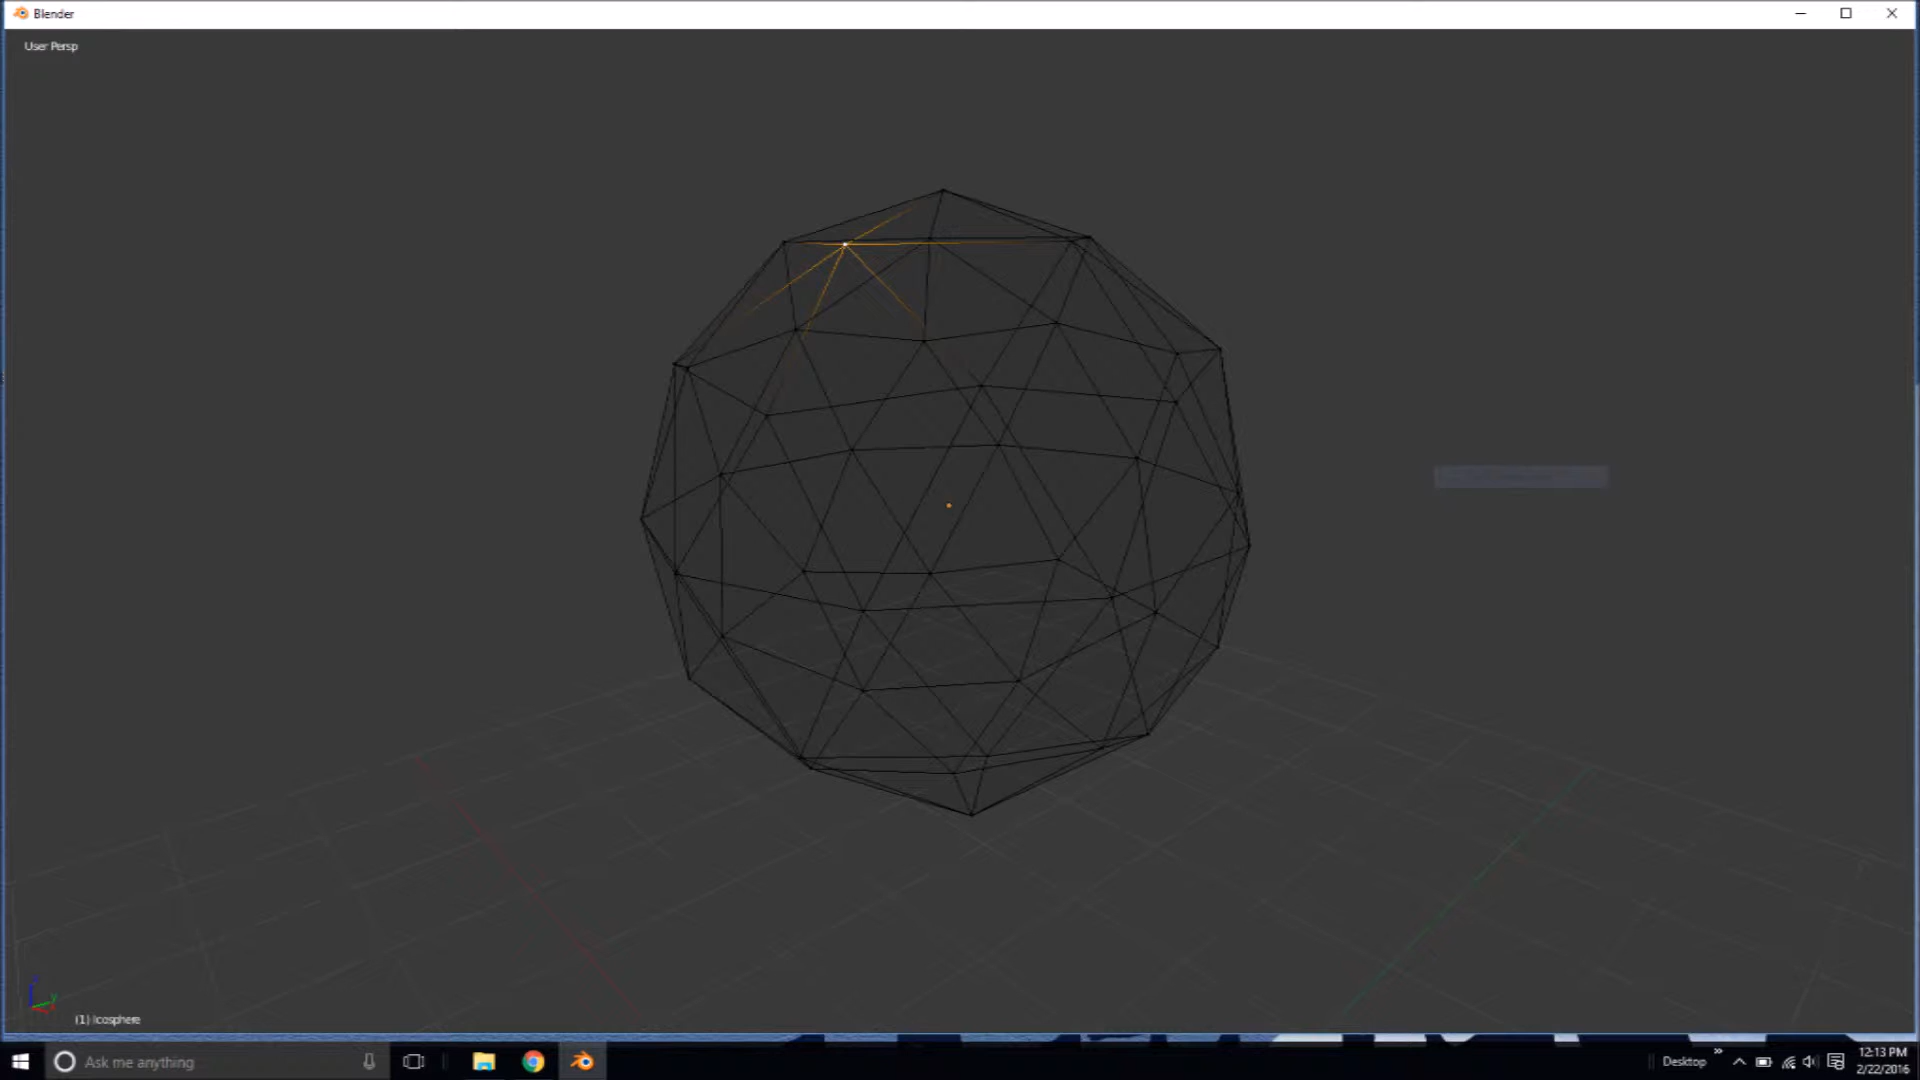 Blender
User Persp
(1) Icosphere
Ask me anything
Desktop
12:13 PM
2/22/2016